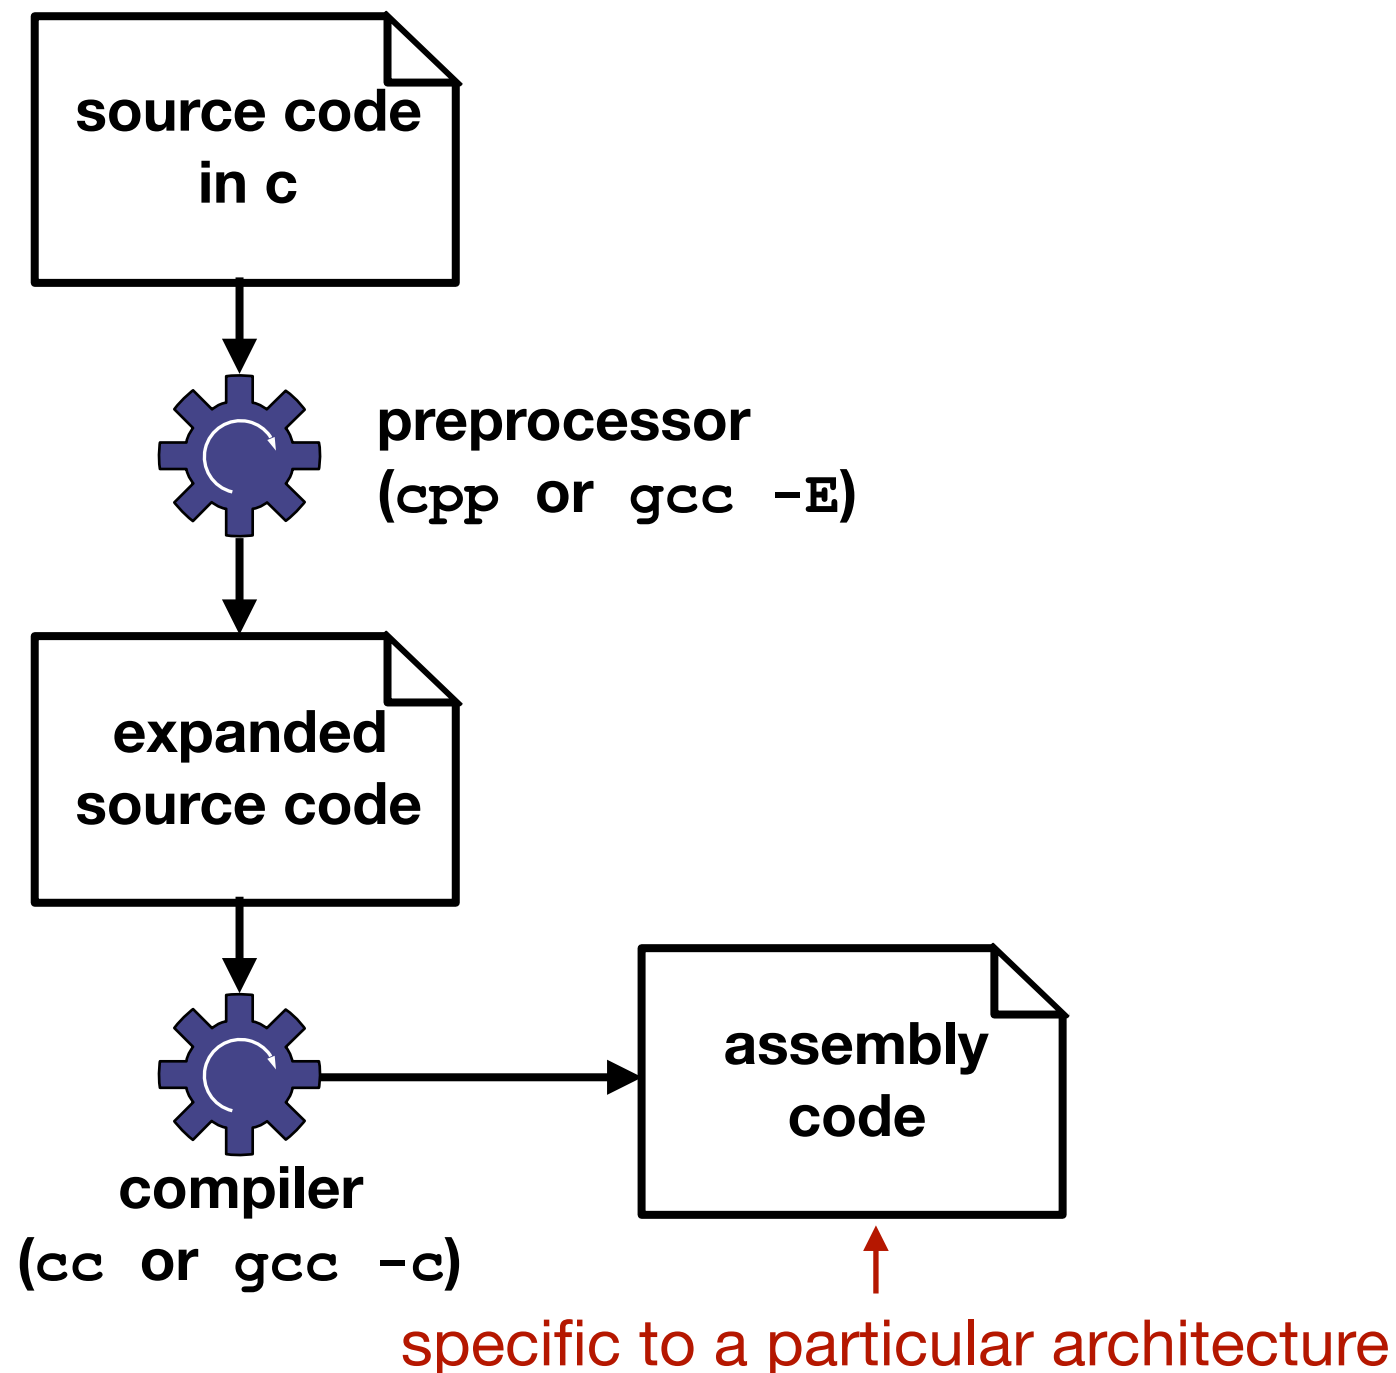 source code
in c
preprocessor
(cpp or gcc -E)
expanded
source code
assembly
code
compiler
(cc or gcc -c)
specific to a particular architecture